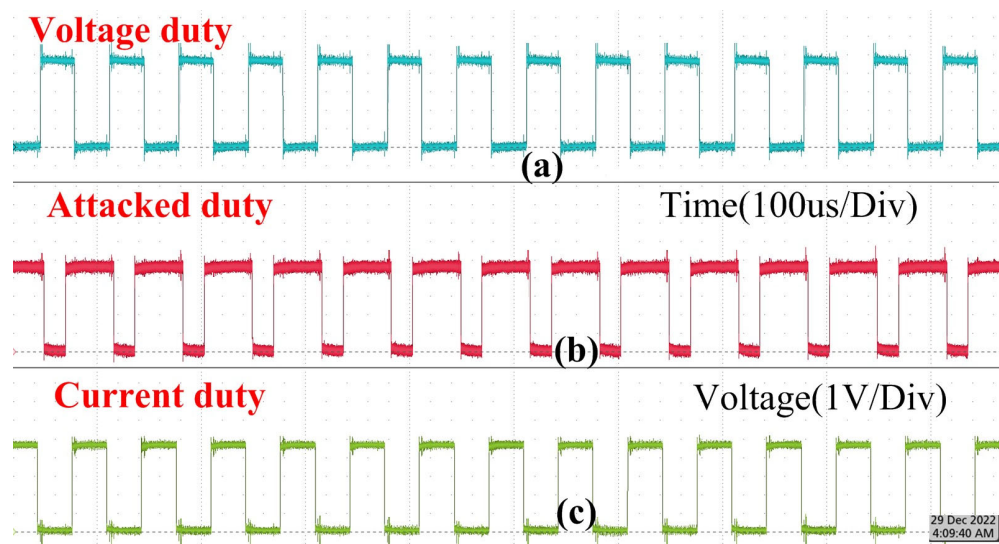 Voltage duty
(a)
Attacked duty
Time(100us/Div)
(b)
Current duty
Voltage(1V/Div)
(c)
29 Dec 2022
4:09:40 AM